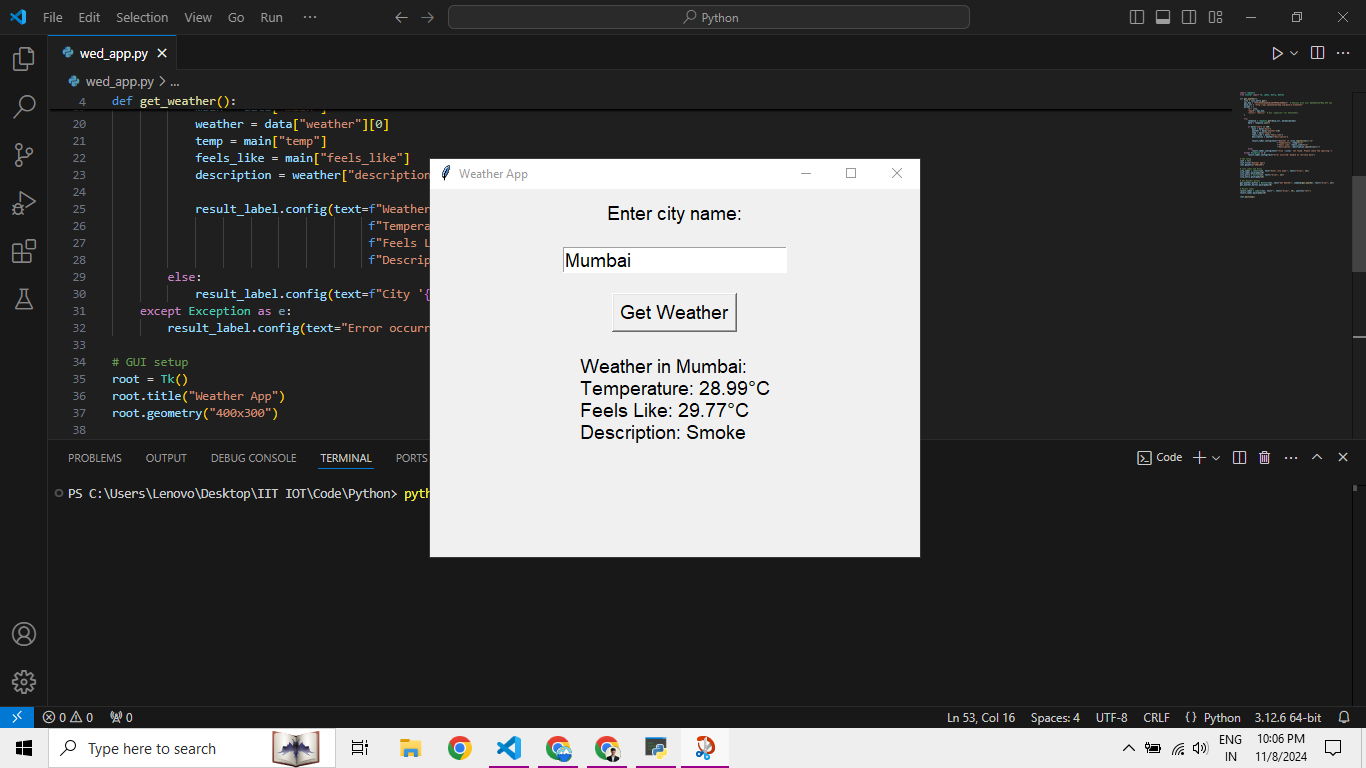 File Edit Selection View Go Run ··· Python
wed_app.py
wed_app.py > ...
4 def get_weather():
20 weather = data["weather"][0]
21 temp = main["temp"]
22 feels_like = main["feels_like"]
23 description = weather["description
24
25 result_label.config(text=f"Weather
26 f"Tempera
27 f"Feels L
28 f"Descrip
29 else:
30 result_label.config(text=f"City '{
31 except Exception as e:
32 result_label.config(text="Error occurr
33
34 # GUI setup
35 root = Tk()
36 root.title("Weather App")
37 root.geometry("400x300")
38
Weather App
Enter city name:
Mumbai
Get Weather
Weather in Mumbai:
Temperature: 28.99°C
Feels Like: 29.77°C
Description: Smoke
PROBLEMS OUTPUT DEBUG CONSOLE TERMINAL PORTS Code
PS C:\Users\Lenovo\Desktop\IIT IOT\Code\Python> pyth
0 0 0 Ln 53, Col 16 Spaces: 4 UTF-8 CRLF {} Python 3.12.6 64-bit
Type here to search
ENG
IN
10:06 PM
11/8/2024